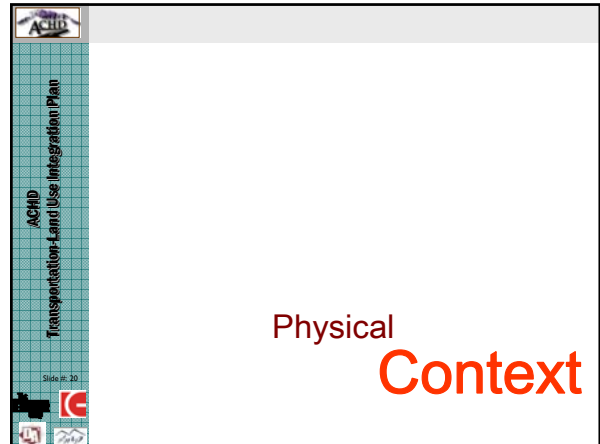 ACHD
ACHD
Transportation-Land Use Integration Plan
Slide #: 20
Physical
Context